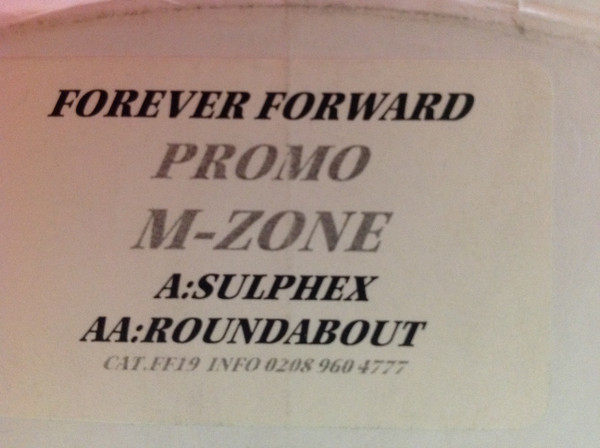 FOREVER FORWARD
PROMO
M-ZONE
A:SULPHEX
AA:ROUNDABOUT
CAT.FF19 INFO 0208 960 4777